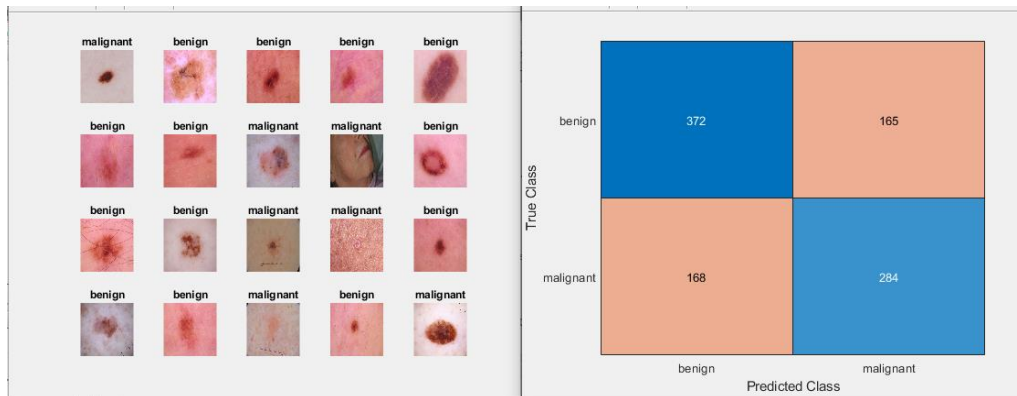 malignant benign benign benign benign
benign benign malignant malignant benign
benign benign malignant malignant benign
benign benign malignant benign malignant
True Class
benign
372 165
malignant
168 284
benign malignant
Predicted Class